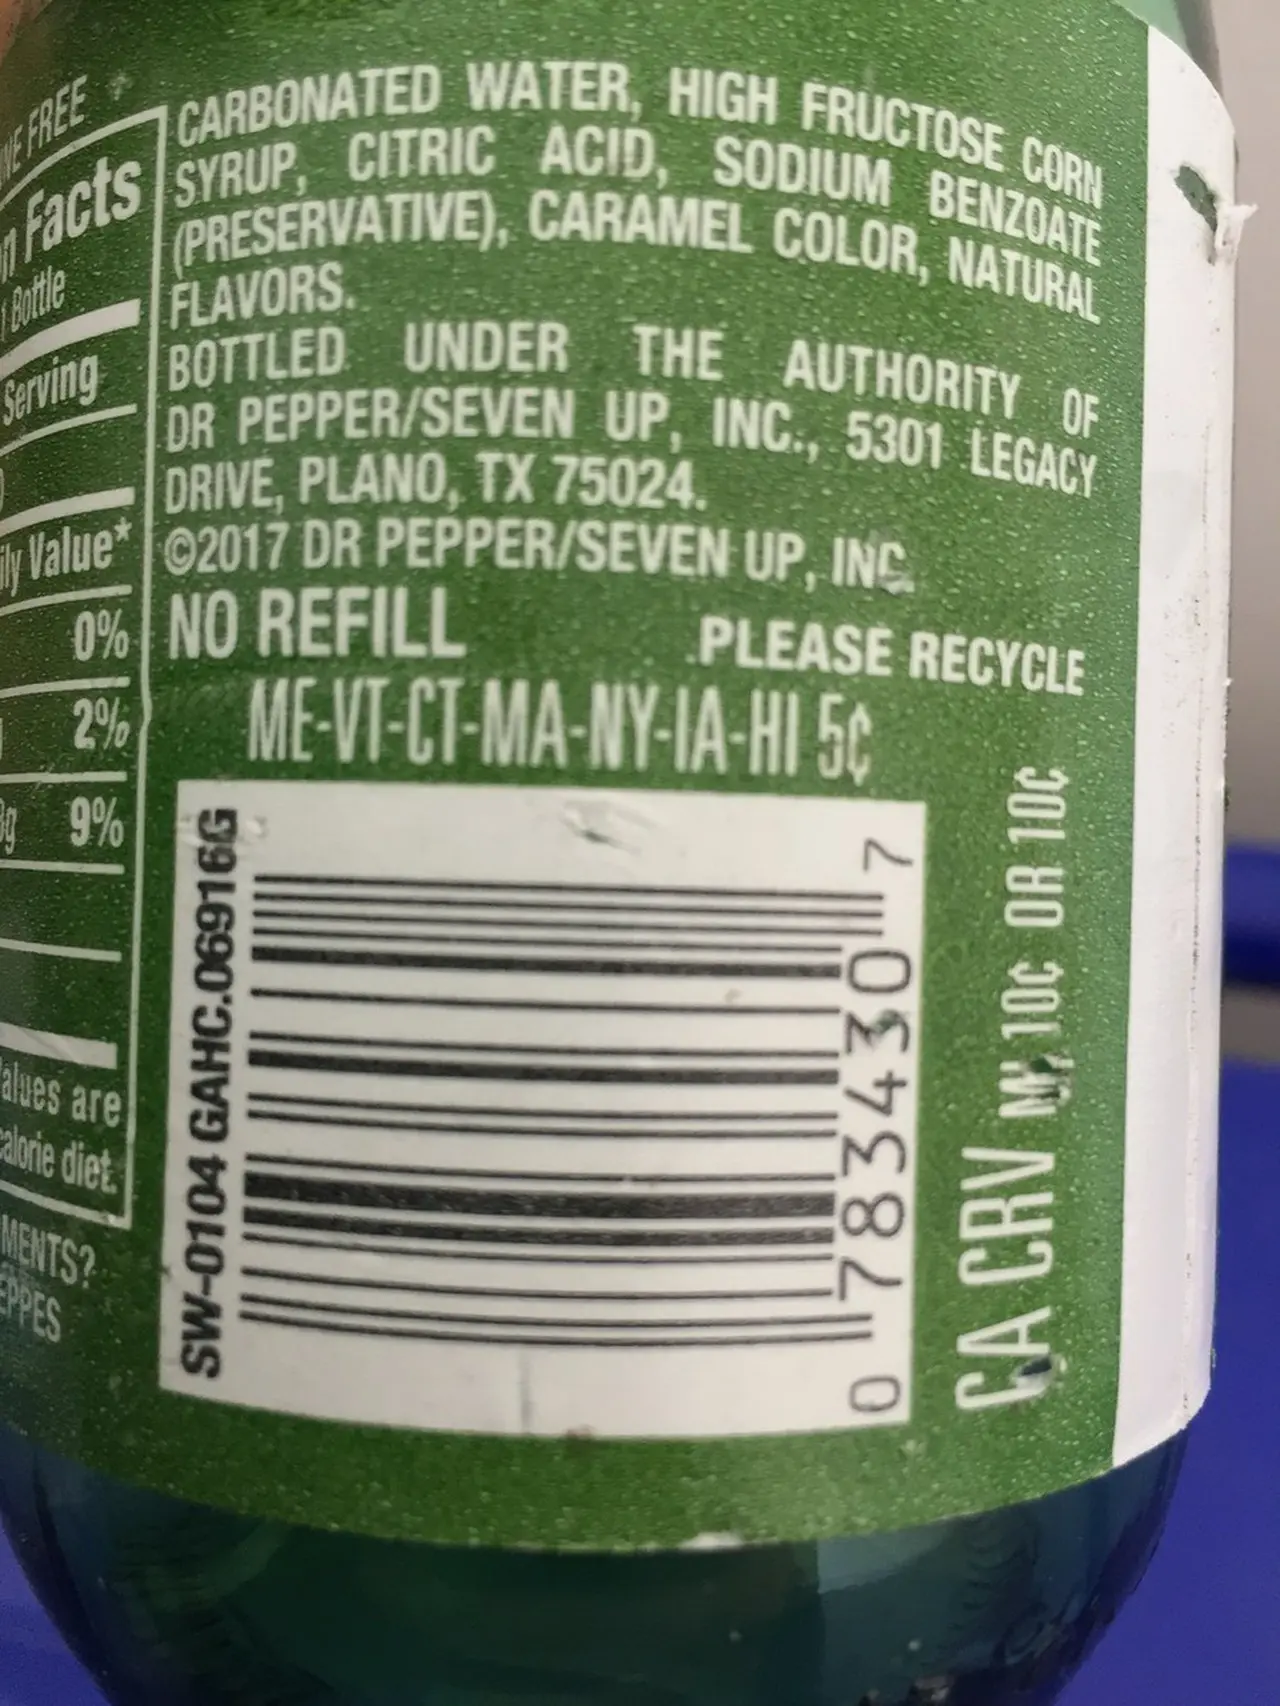 FREE
Facts
1 Bottle
Serving
Value*
0%
2%
9%
are
calorie diet.
CARBONATED WATER, HIGH FRUCTOSE CORN
SYRUP, CITRIC ACID, SODIUM BENZOATE
(PRESERVATIVE), CARAMEL COLOR, NATURAL
FLAVORS.
BOTTLED UNDER THE AUTHORITY OF
DR PEPPER/SEVEN UP, INC., 5301 LEGACY
DRIVE, PLANO, TX 75024.
©2017 DR PEPPER/SEVEN UP, INC.
NO REFILL PLEASE RECYCLE
ME-VT-CT-MA-NY-IA-HI 5¢
SW-0104 GAHC.06916G
0 78343 0 7
CA CRV MI 10¢ OR 10¢